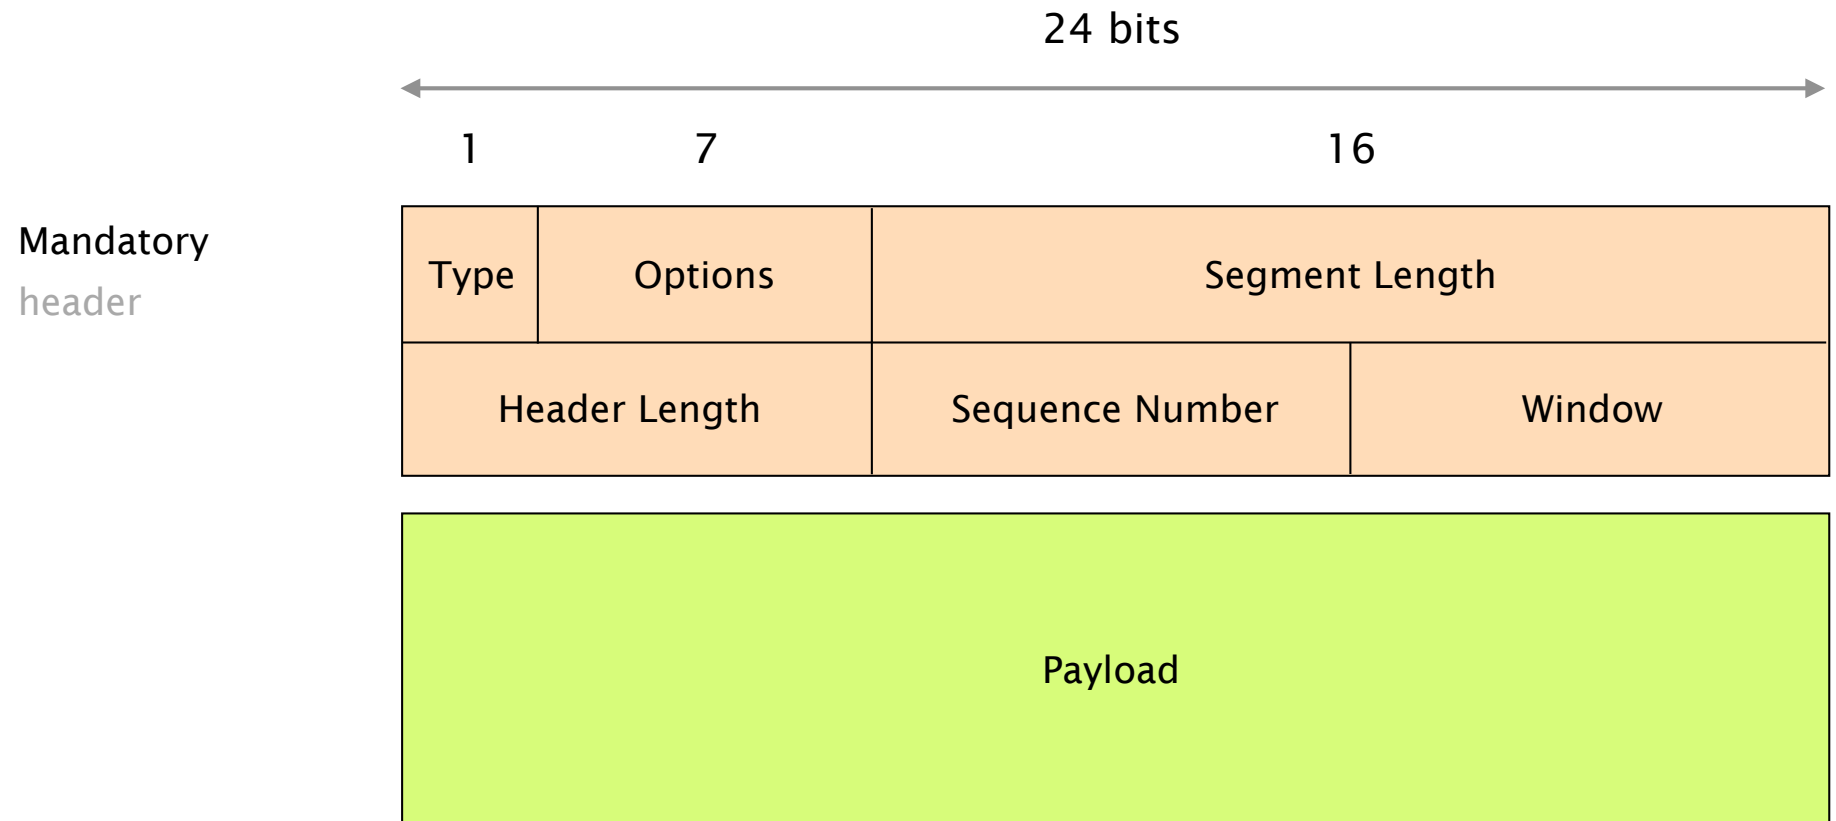 24 bits
1 7 16
Mandatory
header
Type Options Segment Length
Header Length Sequence Number Window
Payload